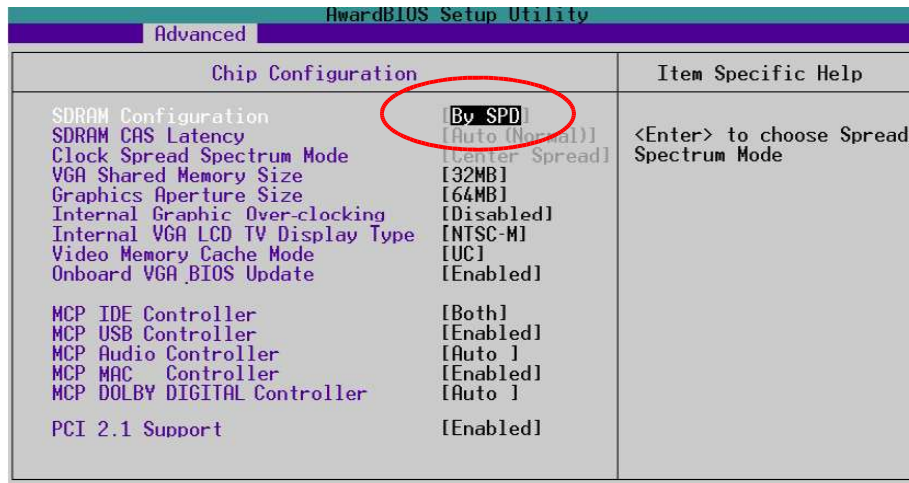 AwardBIOS Setup Utility
Advanced
Chip Configuration
Item Specific Help
SDRAM Configuration [By SPD]
SDRAM CAS Latency [Auto(Normal)]
Clock Spread Spectrum Mode [Center Spread]
VGA Shared Memory Size [32MB]
Graphics Aperture Size [64MB]
Internal Graphic Over-clocking [Disabled]
Internal VGA LCD TV Display Type [NTSC-M]
Video Memory Cache Mode [UC]
Onboard VGA BIOS Update [Enabled]
MCP IDE Controller [Both]
MCP USB Controller [Enabled]
MCP Audio Controller [Auto ]
MCP MAC Controller [Enabled]
MCP DOLBY DIGITAL Controller [Auto ]
PCI 2.1 Support [Enabled]
<Enter> to choose Spread
Spectrum Mode